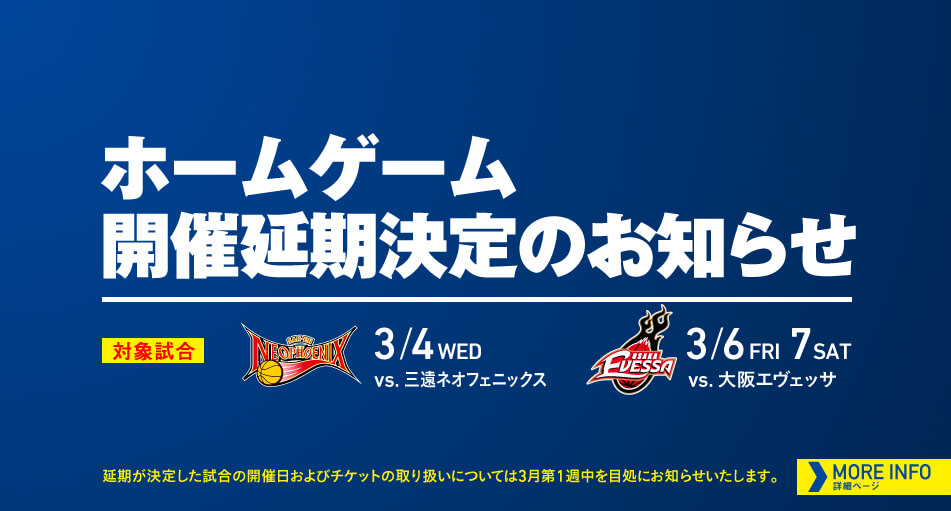 ホームゲーム
開催延期決定のお知らせ
対象試合
SAN-EN
NEOPHOENIX
3/4 WED
vs. 三遠ネオフェニックス
OSAKA
EVESSA
3/6 FRI 7 SAT
vs. 大阪エヴェッサ
延期が決定した試合の開催日およびチケットの取り扱いについては3月第1週中を目処にお知らせいたします。
MORE INFO
詳細ページ